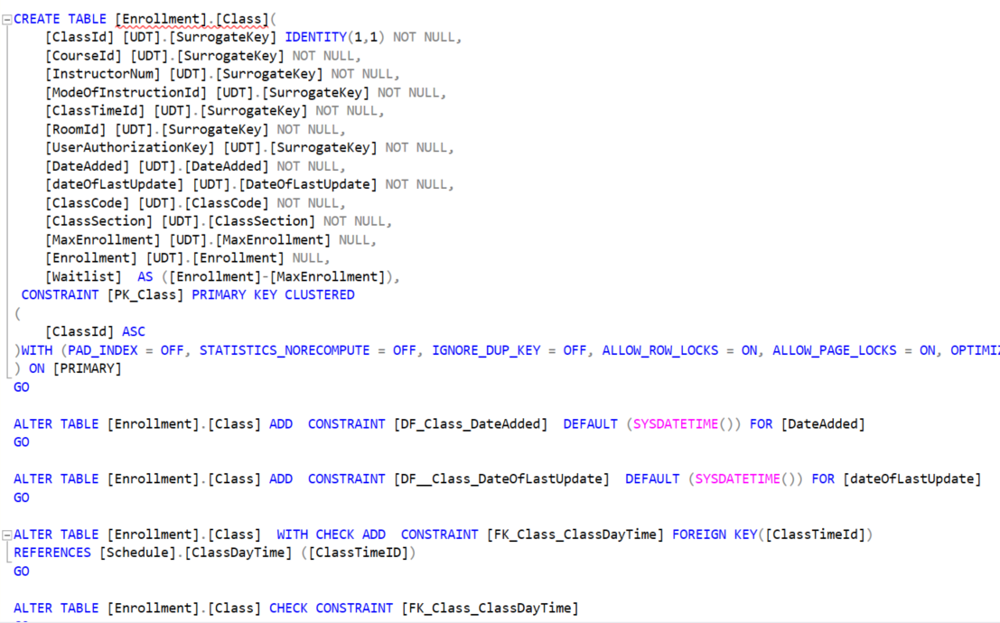 CREATE TABLE [Enrollment].[Class](
[ClassId] [UDT].[SurrogateKey] IDENTITY(1,1) NOT NULL,
[CourseId] [UDT].[SurrogateKey] NOT NULL,
[InstructorNum] [UDT].[SurrogateKey] NOT NULL,
[ModeOfInstructionId] [UDT].[SurrogateKey] NOT NULL,
[ClassTimeId] [UDT].[SurrogateKey] NOT NULL,
[RoomId] [UDT].[SurrogateKey] NOT NULL,
[UserAuthorizationKey] [UDT].[SurrogateKey] NOT NULL,
[DateAdded] [UDT].[DateAdded] NOT NULL,
[dateOfLastUpdate] [UDT].[DateOfLastUpdate] NOT NULL,
[ClassCode] [UDT].[ClassCode] NOT NULL,
[ClassSection] [UDT].[ClassSection] NOT NULL,
[MaxEnrollment] [UDT].[MaxEnrollment] NULL,
[Enrollment] [UDT].[Enrollment] NULL,
[Waitlist]  AS ([Enrollment]-[MaxEnrollment]),
CONSTRAINT [PK_Class] PRIMARY KEY CLUSTERED
(
[ClassId] ASC
)WITH (PAD_INDEX = OFF, STATISTICS_NORECOMPUTE = OFF, IGNORE_DUP_KEY = OFF, ALLOW_ROW_LOCKS = ON, ALLOW_PAGE_LOCKS = ON,
) ON [PRIMARY]
GO
ALTER TABLE [Enrollment].[Class] ADD  CONSTRAINT [DF_Class_DateAdded]  DEFAULT (SYSDATETIME()) FOR [DateAdded]
GO
ALTER TABLE [Enrollment].[Class] ADD  CONSTRAINT [DF__Class_DateOfLastUpdate]  DEFAULT (SYSDATETIME()) FOR [dateOfLastUpdate]
GO
ALTER TABLE [Enrollment].[Class]  WITH CHECK ADD  CONSTRAINT [FK_Class_ClassDayTime] FOREIGN KEY([ClassTimeId])
REFERENCES [Schedule].[ClassDayTime] ([ClassTimeID])
GO
ALTER TABLE [Enrollment].[Class] CHECK CONSTRAINT [FK_Class_ClassDayTime]